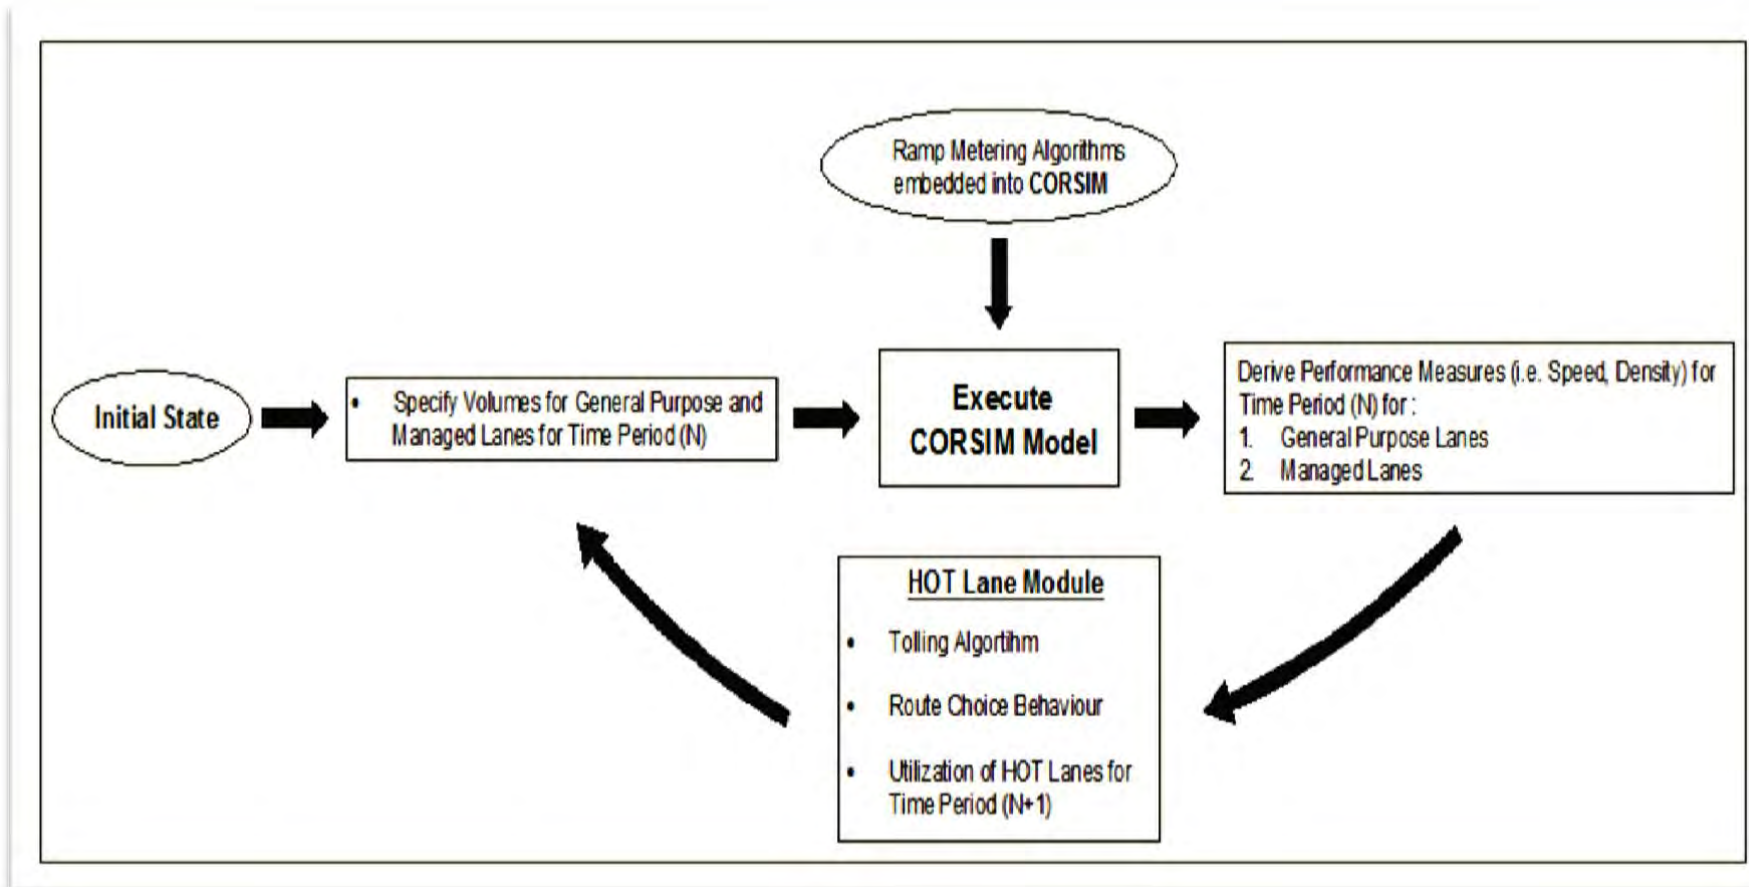 Ramp Metering Algorithms
embedded into CORSIM
Initial State
• Specify Volumes for General Purpose and
Managed Lanes for Time Period (N)
Execute
CORSIM Model
Derive Performance Measures (i.e. Speed, Density) for
Time Period (N) for :
1. General Purpose Lanes
2. Managed Lanes
HOT Lane Module
• Tolling Algortihm
• Route Choice Behaviour
• Utilization of HOT Lanes for
Time Period (N+1)